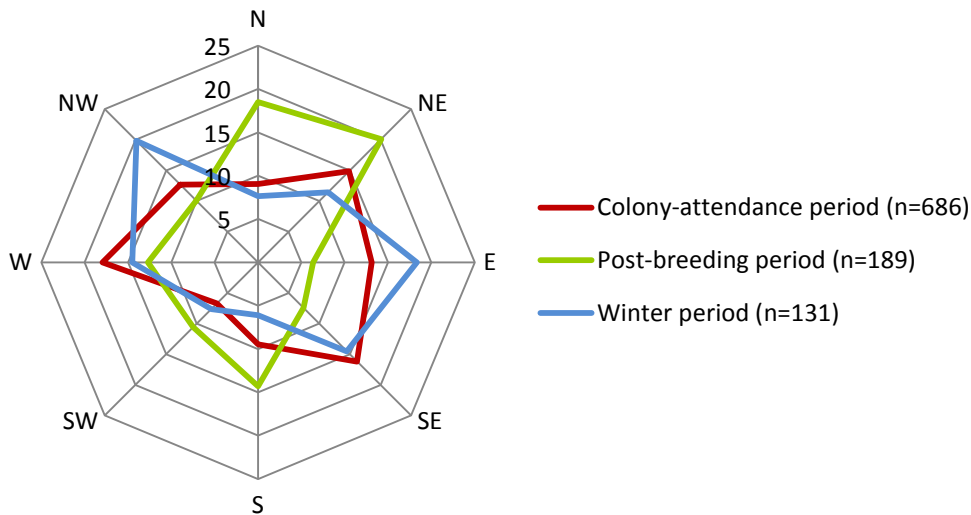 N
25
20
15
10
5
NW
NE
W
E
SW
SE
S
Colony-attendance period (n=686)
Post-breeding period (n=189)
Winter period (n=131)